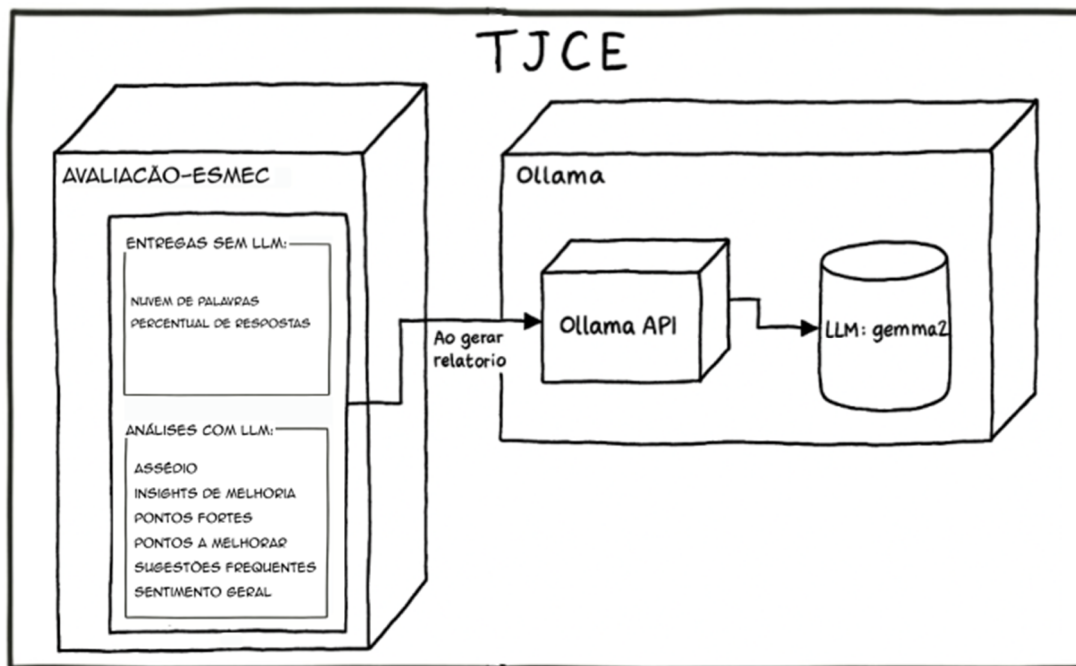 TJCE
AVALIAÇÃO-ESMEC
ENTREGAS SEM LLM:
NUVEM DE PALAVRAS
PERCENTUAL DE RESPOSTAS
ANÁLISES COM LLM:
ASSÉDIO
INSIGHTS DE MELHORIA
PONTOS FORTES
PONTOS A MELHORAR
SUGESTÕES FREQUENTES
SENTIMENTO GERAL
Ao gerar
relatorio
Ollama
Ollama API
LLM: gemma2